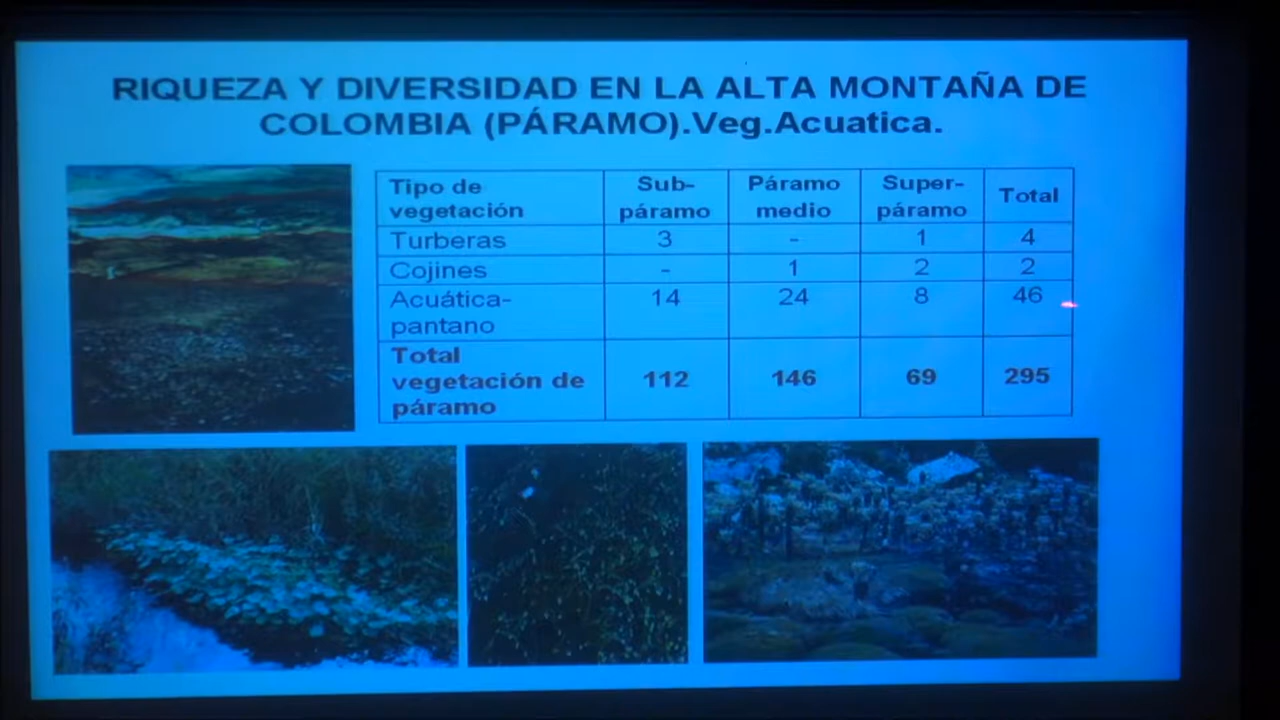 RIQUEZA Y DIVERSIDAD EN LA ALTA MONTAÑA DE
COLOMBIA (PÁRAMO).Veg.Acuatica.
Tipo de vegetación Sub-páramo Páramo medio Super-páramo Total
Turberas 3 - 1 4
Cojines - 1 2 2
Acuática-pantano 14 24 8 46
Total vegetación de páramo 112 146 69 295